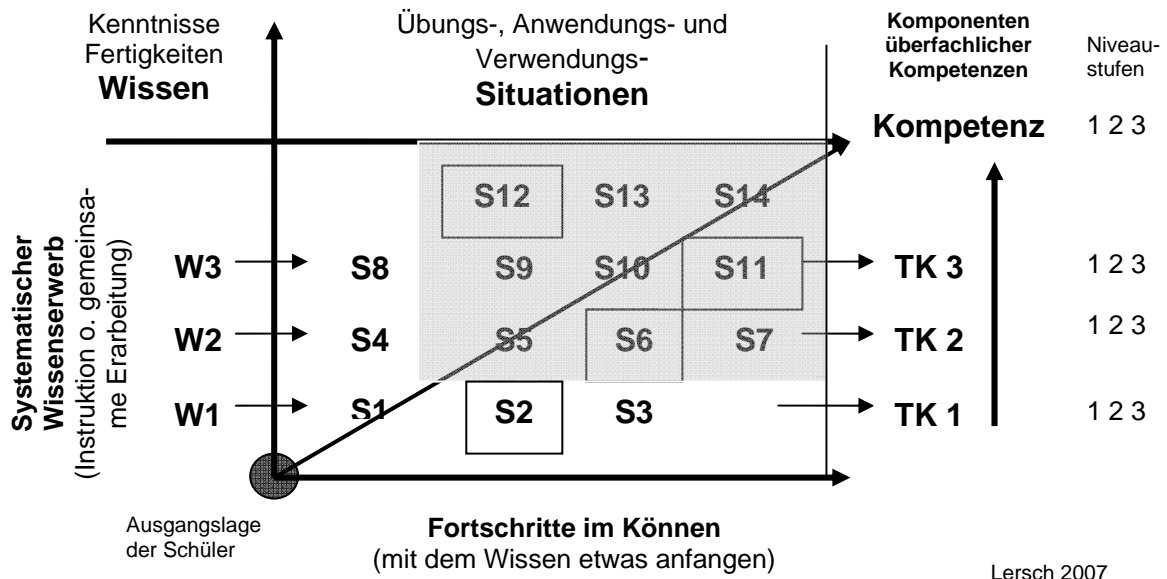 Kenntnisse
Fertigkeiten
Wissen
Übungs-, Anwendungs- und
Verwendungs-
Situationen
Komponenten
überfachlicher
Kompetenzen
Niveau-
stufen
Kompetenz
1 2 3
Systematischer
Wissenserwerb
(Instruktion o. gemeinsa-
me Erarbeitung)
S12 S13 S14
W3 S8 S9 S10 S11 TK 3 1 2 3
W2 S4 S5 S6 S7 TK 2 1 2 3
W1 S1 S2 S3 TK 1 1 2 3
Ausgangslage
der Schüler
Fortschritte im Können
(mit dem Wissen etwas anfangen)
Lersch 2007